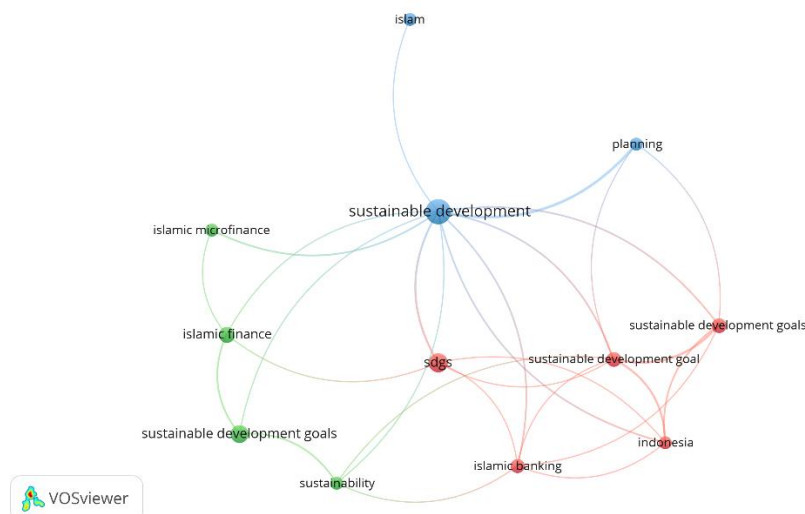 islam
planning
sustainable development
islamic microfinance
sustainable development goals
islamic finance
sustainable development goal
sdgs
sustainable development goals
indonesia
islamic banking
sustainability
VOSviewer